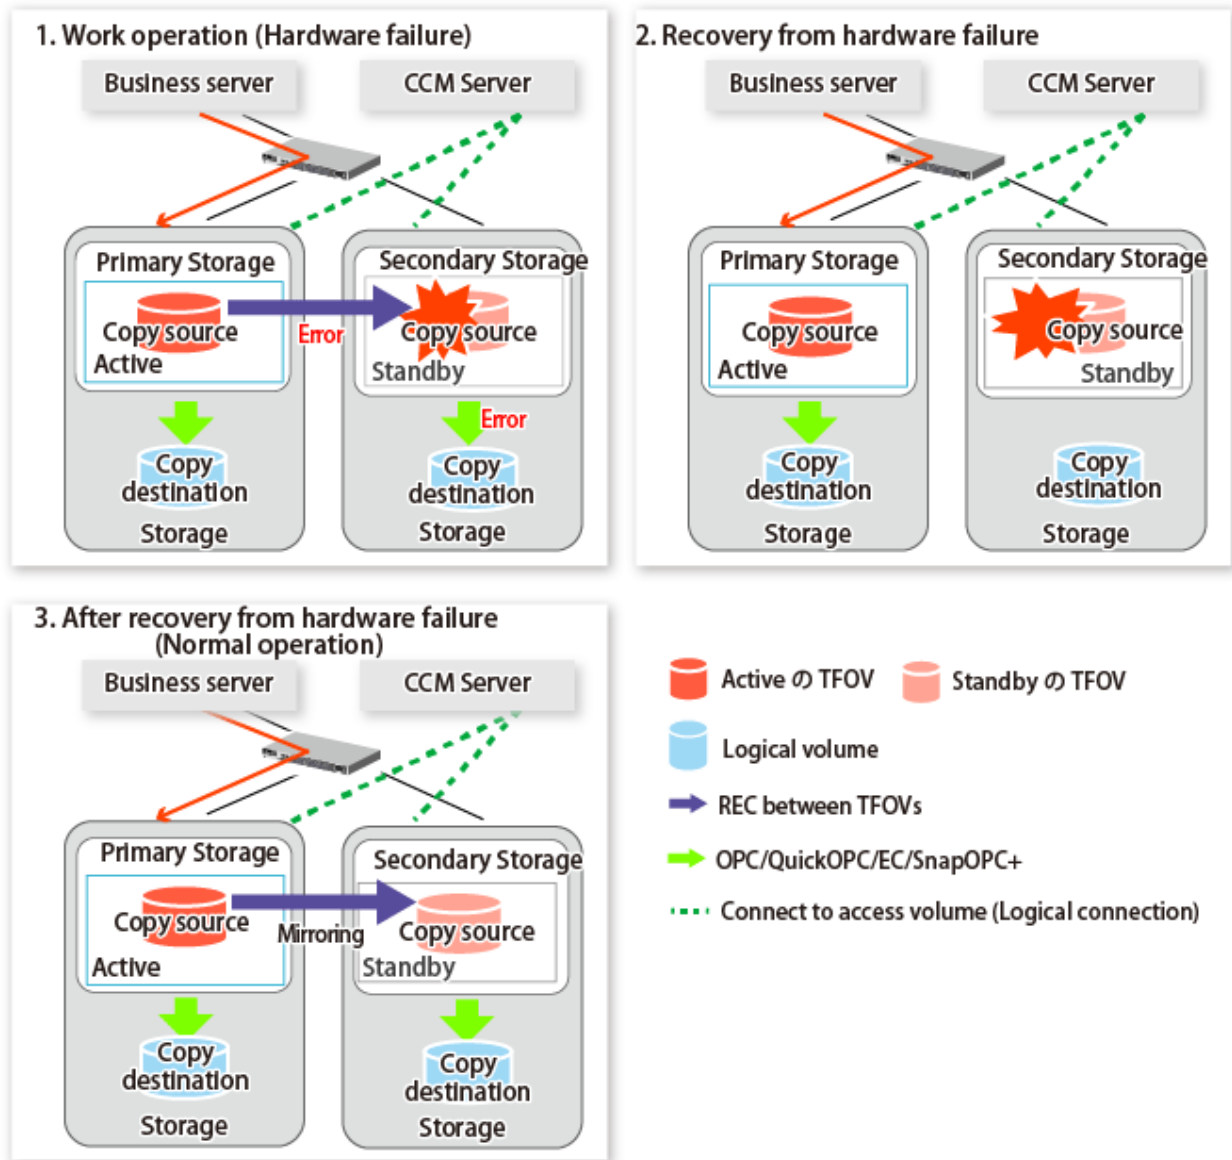 1. Work operation (Hardware failure)
Business server
CCM Server
Primary Storage
Copy source
Active
Error
Secondary Storage
Copy source
Standby
Error
Copy
destination
Storage
Copy
destination
Storage
2. Recovery from hardware failure
Business server
CCM Server
Primary Storage
Copy source
Active
Secondary Storage
Copy source
Standby
Copy
destination
Storage
Copy
destination
Storage
3. After recovery from hardware failure
(Normal operation)
Business server
CCM Server
Primary Storage
Copy source
Active
Mirroring
Secondary Storage
Copy source
Standby
Copy
destination
Storage
Copy
destination
Storage
Active の TFOV
Standby の TFOV
Logical volume
REC between TFOVs
OPC/QuickOPC/EC/SnapOPC+
Connect to access volume (Logical connection)